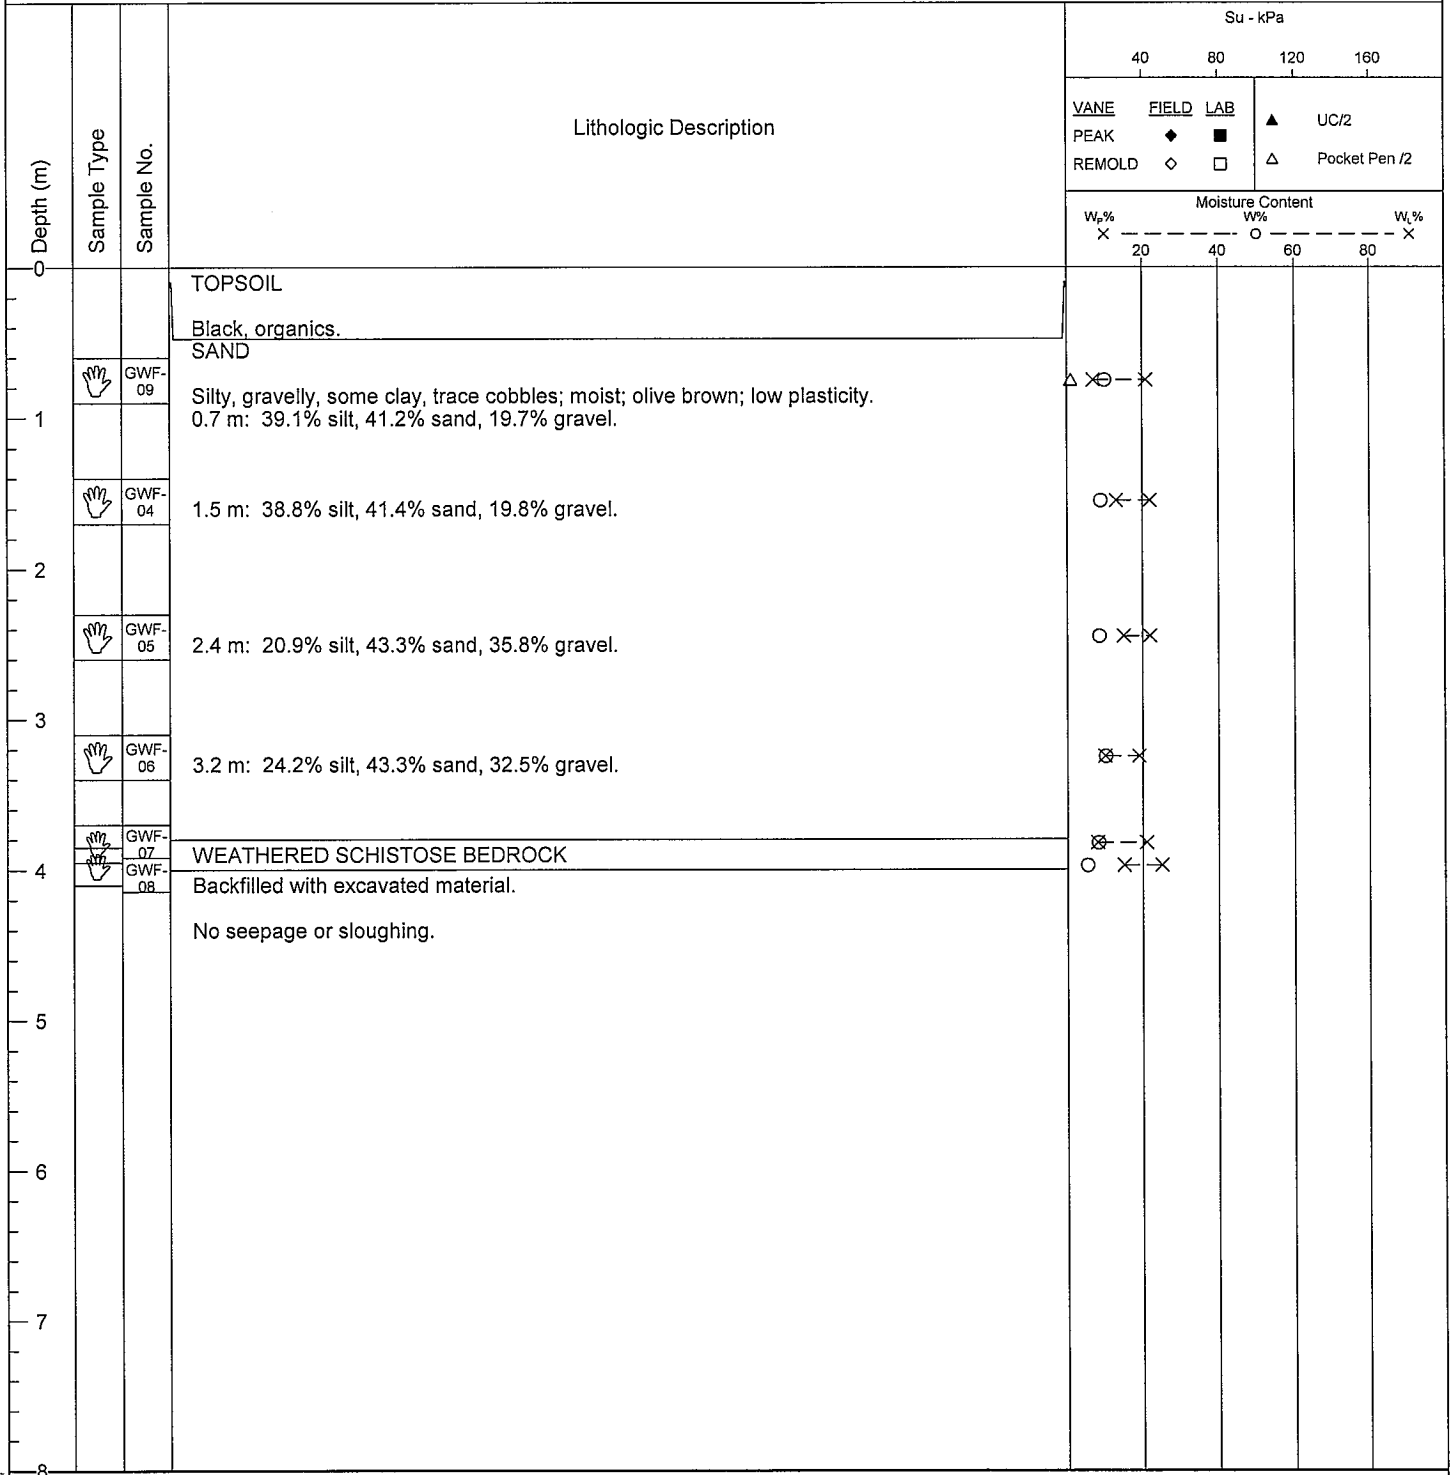 Su - kPa
40 80 120 160
Depth (m)
Sample Type
Sample No.
Lithologic Description
VANE FIELD LAB
PEAK ◆ ■
REMOLD ◇ □
▲ UC/2
△ Pocket Pen /2
Moisture Content
Wₚ% W% W_L%
20 40 60 80
0
TOPSOIL
Black, organics.
SAND
GWF-
09
Silty, gravelly, some clay, trace cobbles; moist; olive brown; low plasticity.
1
0.7 m: 39.1% silt, 41.2% sand, 19.7% gravel.
GWF-
04
1.5 m: 38.8% silt, 41.4% sand, 19.8% gravel.
2
GWF-
05
2.4 m: 20.9% silt, 43.3% sand, 35.8% gravel.
3
GWF-
06
3.2 m: 24.2% silt, 43.3% sand, 32.5% gravel.
GWF-
07
WEATHERED SCHISTOSE BEDROCK
4
GWF-
08
Backfilled with excavated material.
No seepage or sloughing.
5
6
7
8